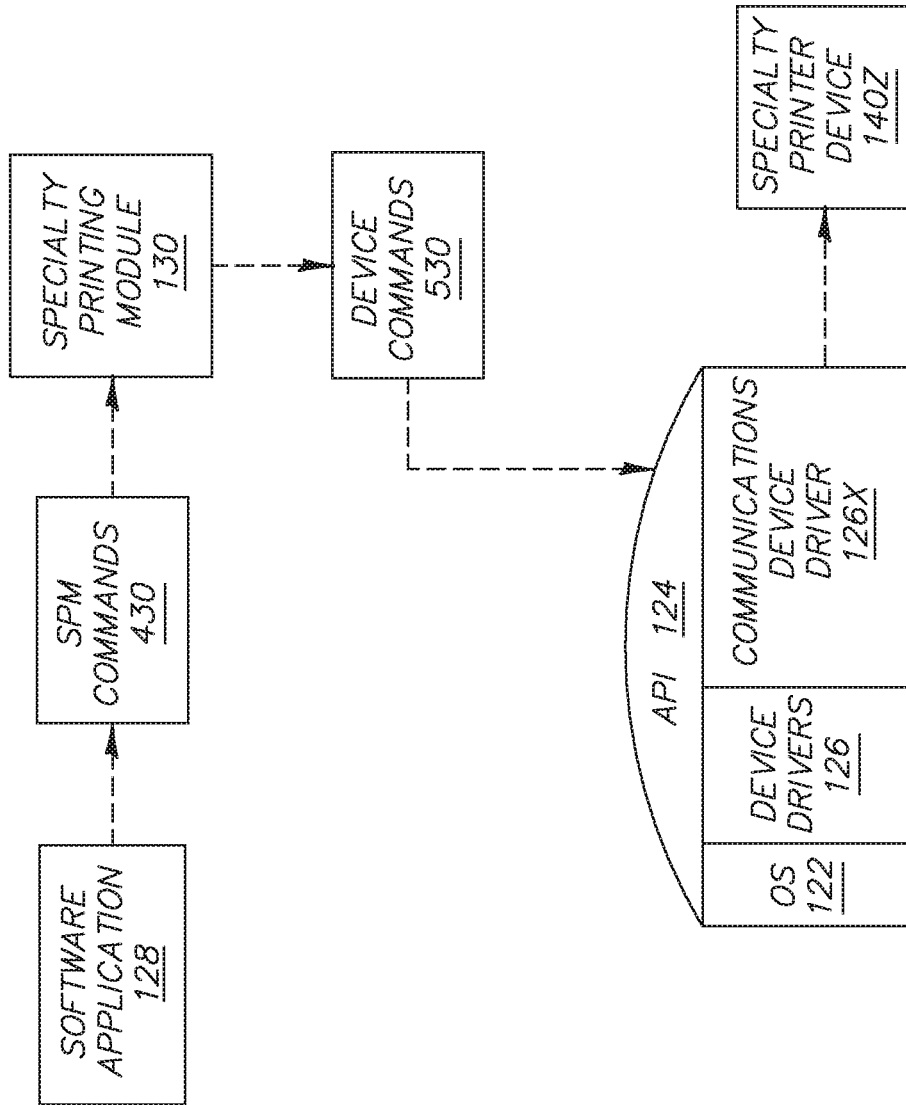 SOFTWARE
APPLICATION
128
SPM
COMMANDS
430
SPECIALTY
PRINTING
MODULE
130
DEVICE
COMMANDS
530
API 124
OS
122
DEVICE
DRIVERS
126
COMMUNICATIONS
DEVICE
DRIVER
126X
SPECIALTY
PRINTER
DEVICE
140Z